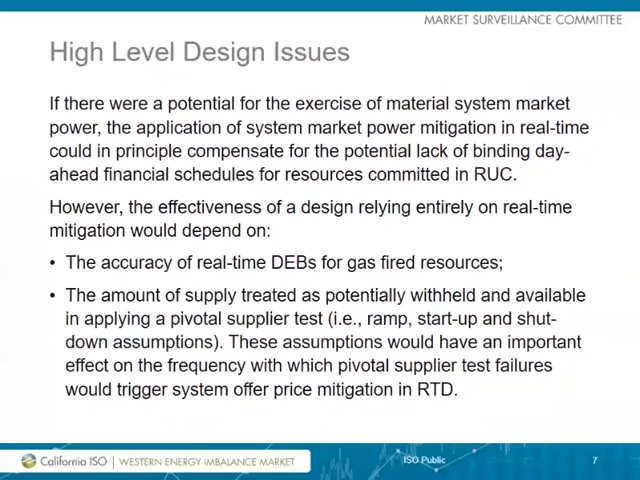 MARKET SURVEILLANCE COMMITTEE
High Level Design Issues
If there were a potential for the exercise of material system market
power, the application of system market power mitigation in real-time
could in principle compensate for the potential lack of binding day-
ahead financial schedules for resources committed in RUC.
However, the effectiveness of a design relying entirely on real-time
mitigation would depend on:
• The accuracy of real-time DEBs for gas fired resources;
• The amount of supply treated as potentially withheld and available
in applying a pivotal supplier test (i.e., ramp, start-up and shut-
down assumptions). These assumptions would have an important
effect on the frequency with which pivotal supplier test failures
would trigger system offer price mitigation in RTD.
California ISO | WESTERN ENERGY IMBALANCE MARKET
ISO Public
7